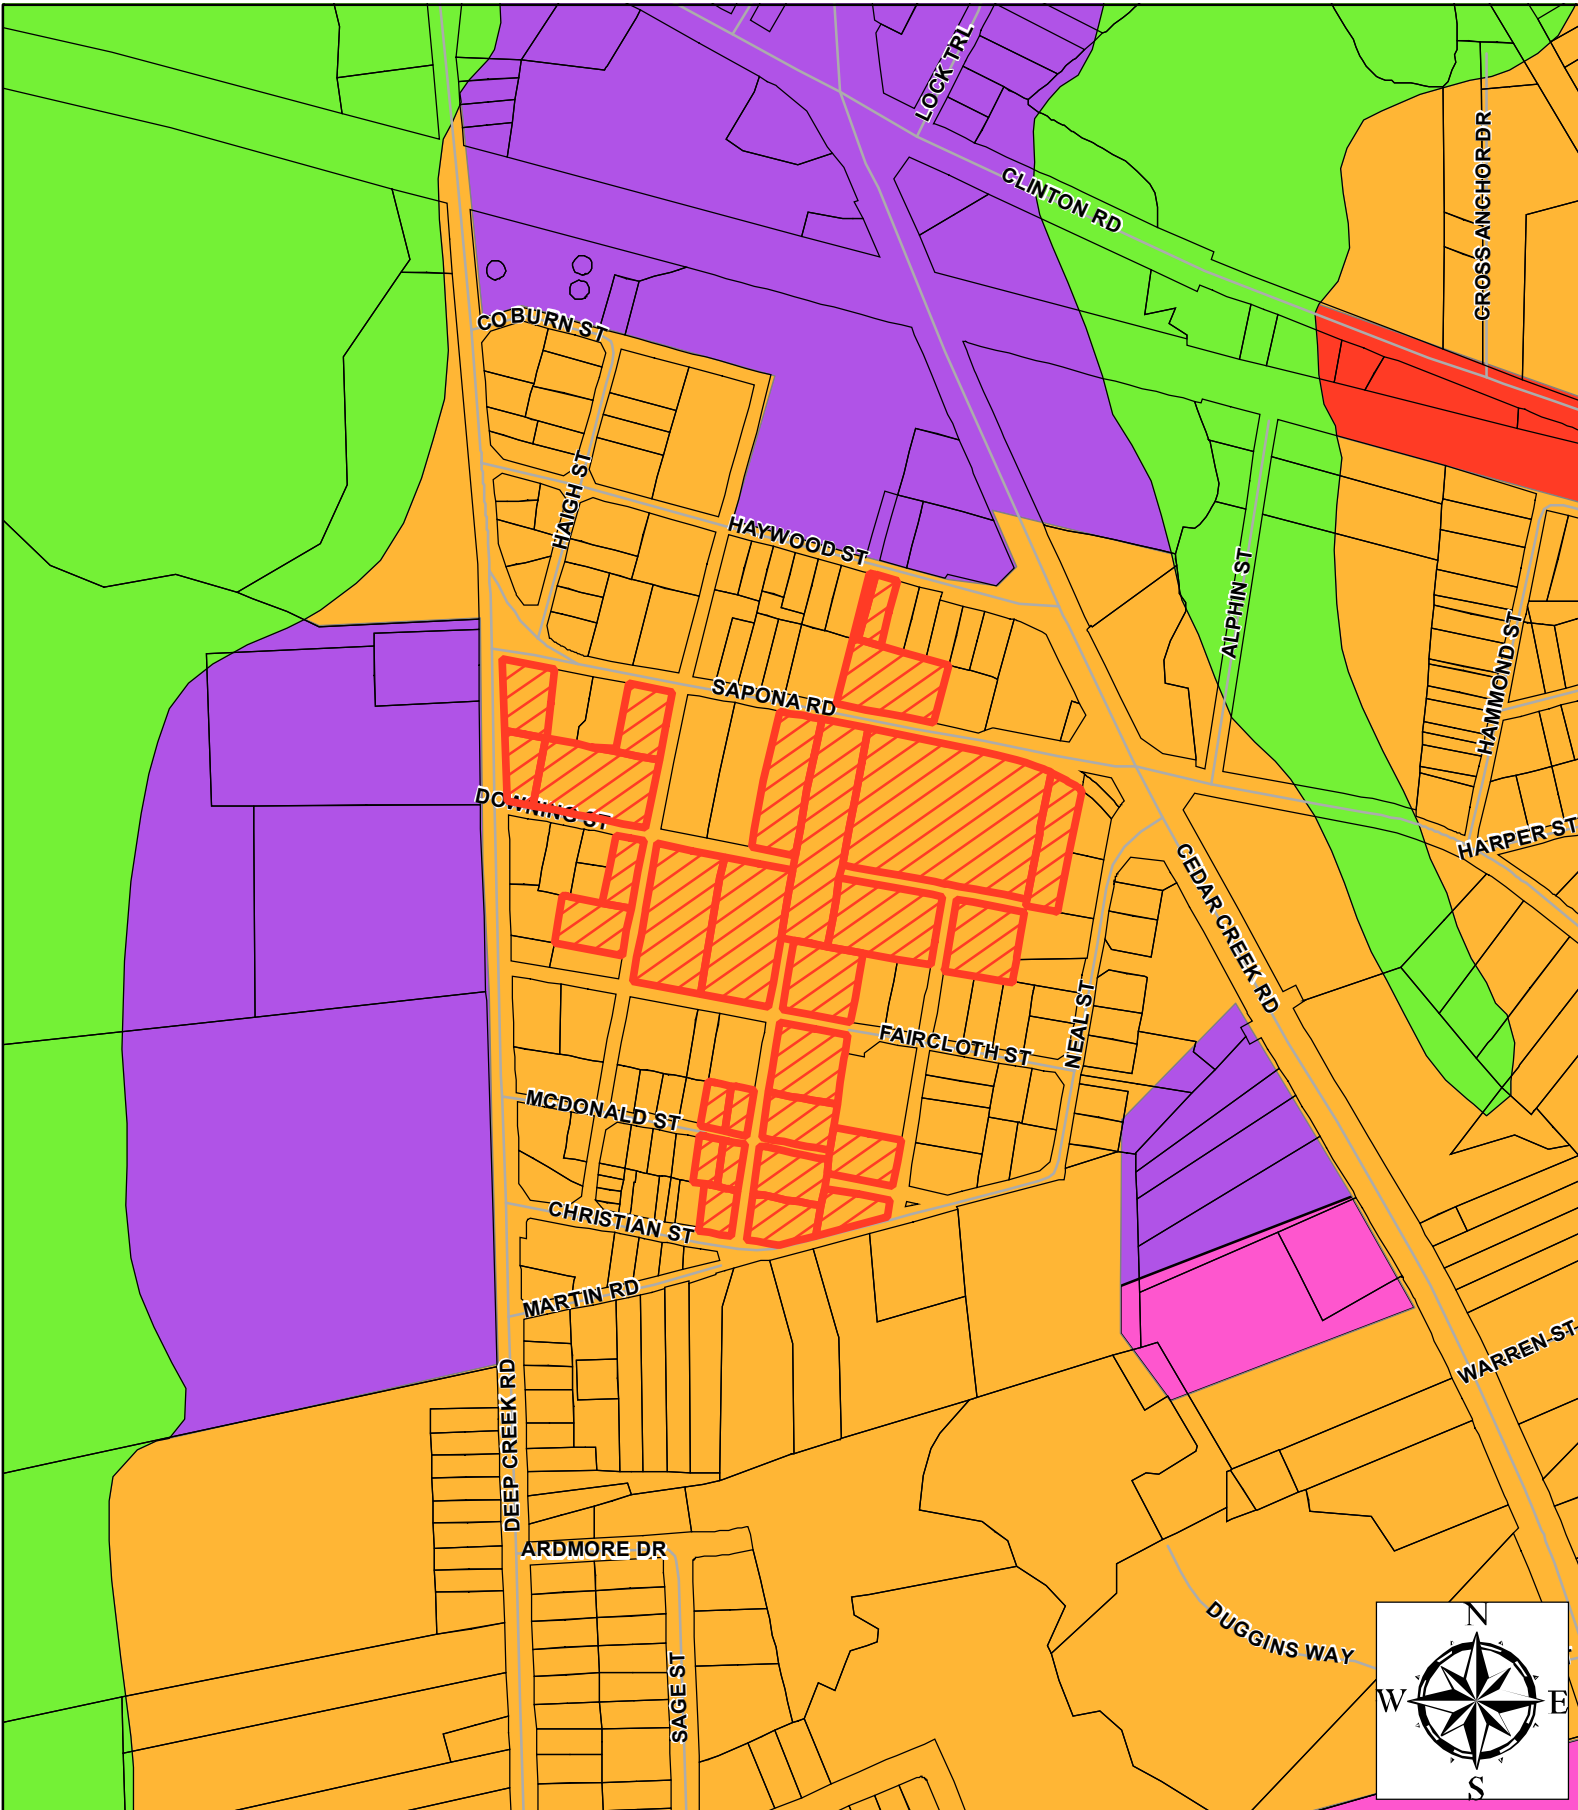 LOCK TRL
CLINTON RD
CROSS ANCHOR DR
COBURN ST
HAIGH ST
HAYWOOD ST
ALPHIN ST
HAMMOND ST
SAPONA RD
DOWNING ST
HARPER ST
CEDAR CREEK RD
NEAL ST
FAIRCLOTH ST
MCDONALD ST
CHRISTIAN ST
MARTIN RD
WARREN ST
DEEP CREEK RD
ARDMORE DR
SAGE ST
DUGGINS WAY
N
W
E
S